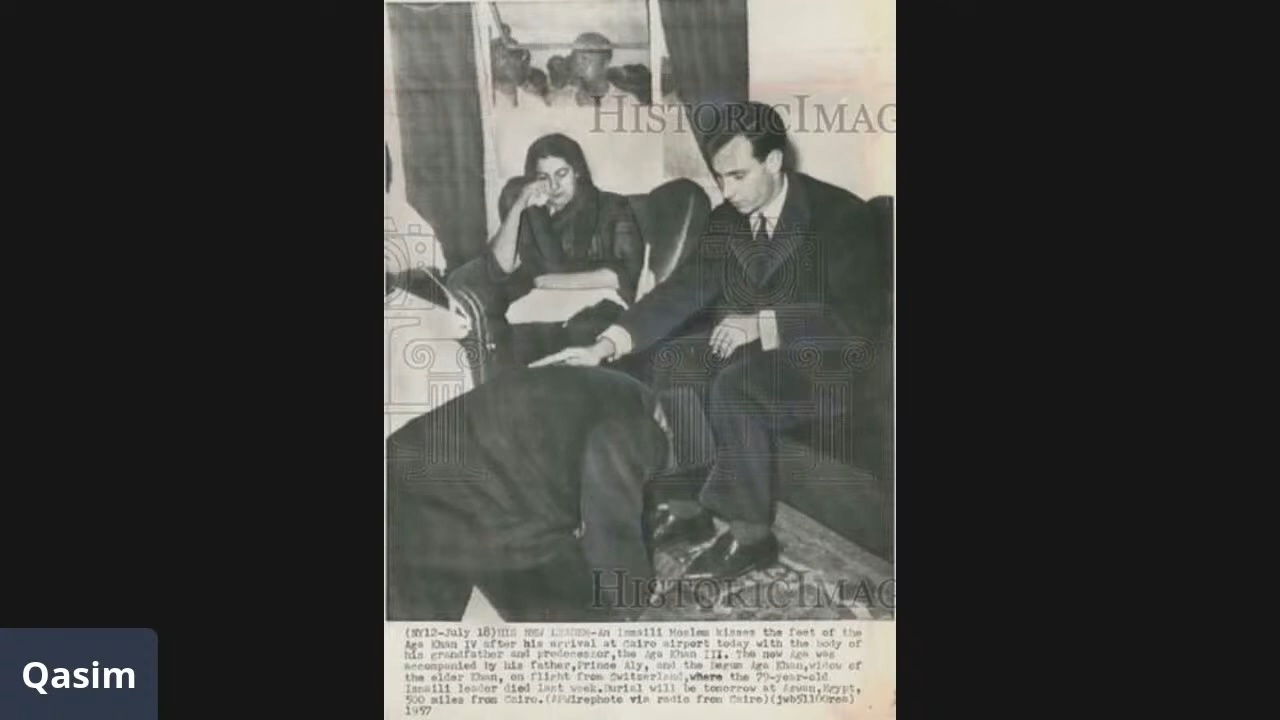 HISTORICIMAG
HISTORICIMAG
(NY12-July 18)HIS NEW LEADER-An Ismaili Moslem kisses the feet of the
Aga Khan IV after his arrival at Cairo airport today with the body of
his grandfather and predecessor,the Aga Khan III. The new Aga was
accompanied by his father,Prince Aly, and the Begum Aga Khan,widow of
the elder Khan, on flight from Switzerland,where the 79-year-old
Ismaili leader died last week.Burial will be tomorrow at Aswan,Egypt,
500 miles from Cairo.(APWirephoto via radio from Cairo)(jwb51100rea)
1957
Qasim